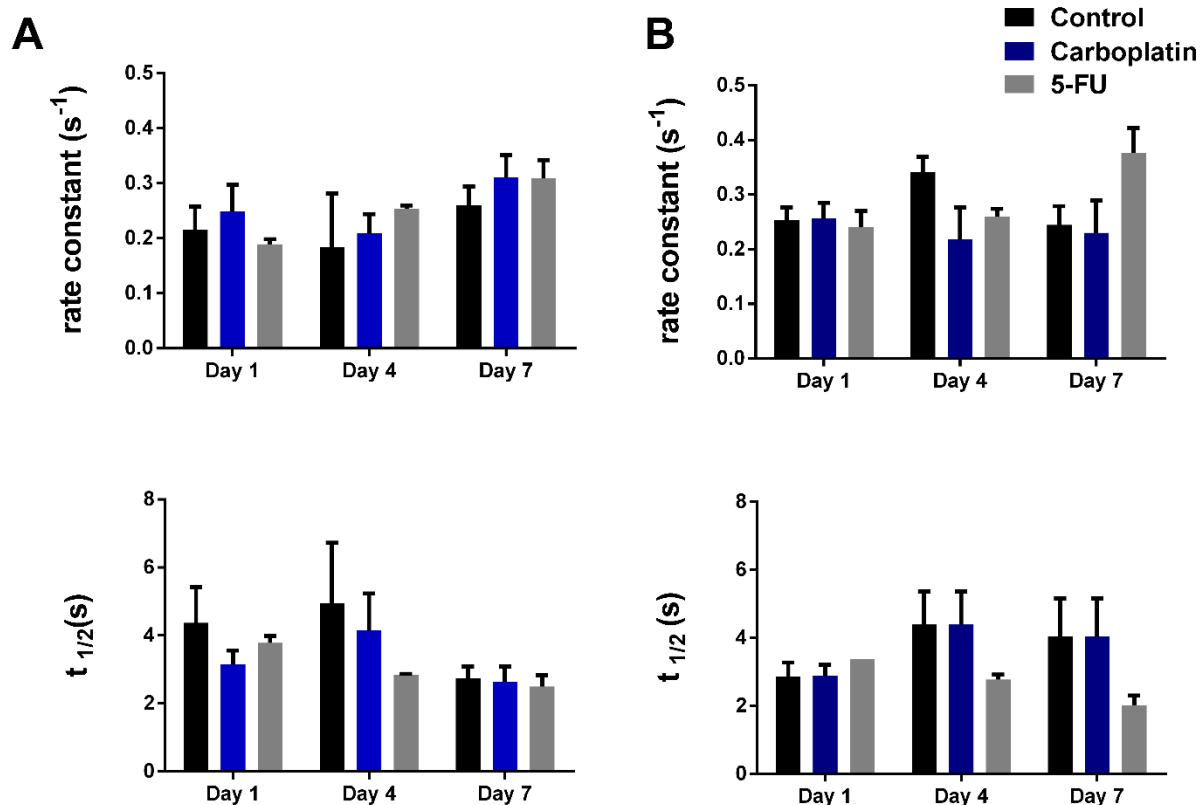 A
B
Control
Carboplatin
5-FU
rate constant (s⁻¹)
0.5
0.4
0.3
0.2
0.1
0.0
Day 1 Day 4 Day 7
rate constant (s⁻¹)
0.5
0.4
0.3
0.2
0.1
0.0
Day 1 Day 4 Day 7
t 1/2(s)
8
6
4
2
0
Day 1 Day 4 Day 7
t 1/2 (s)
8
6
4
2
0
Day 1 Day 4 Day 7